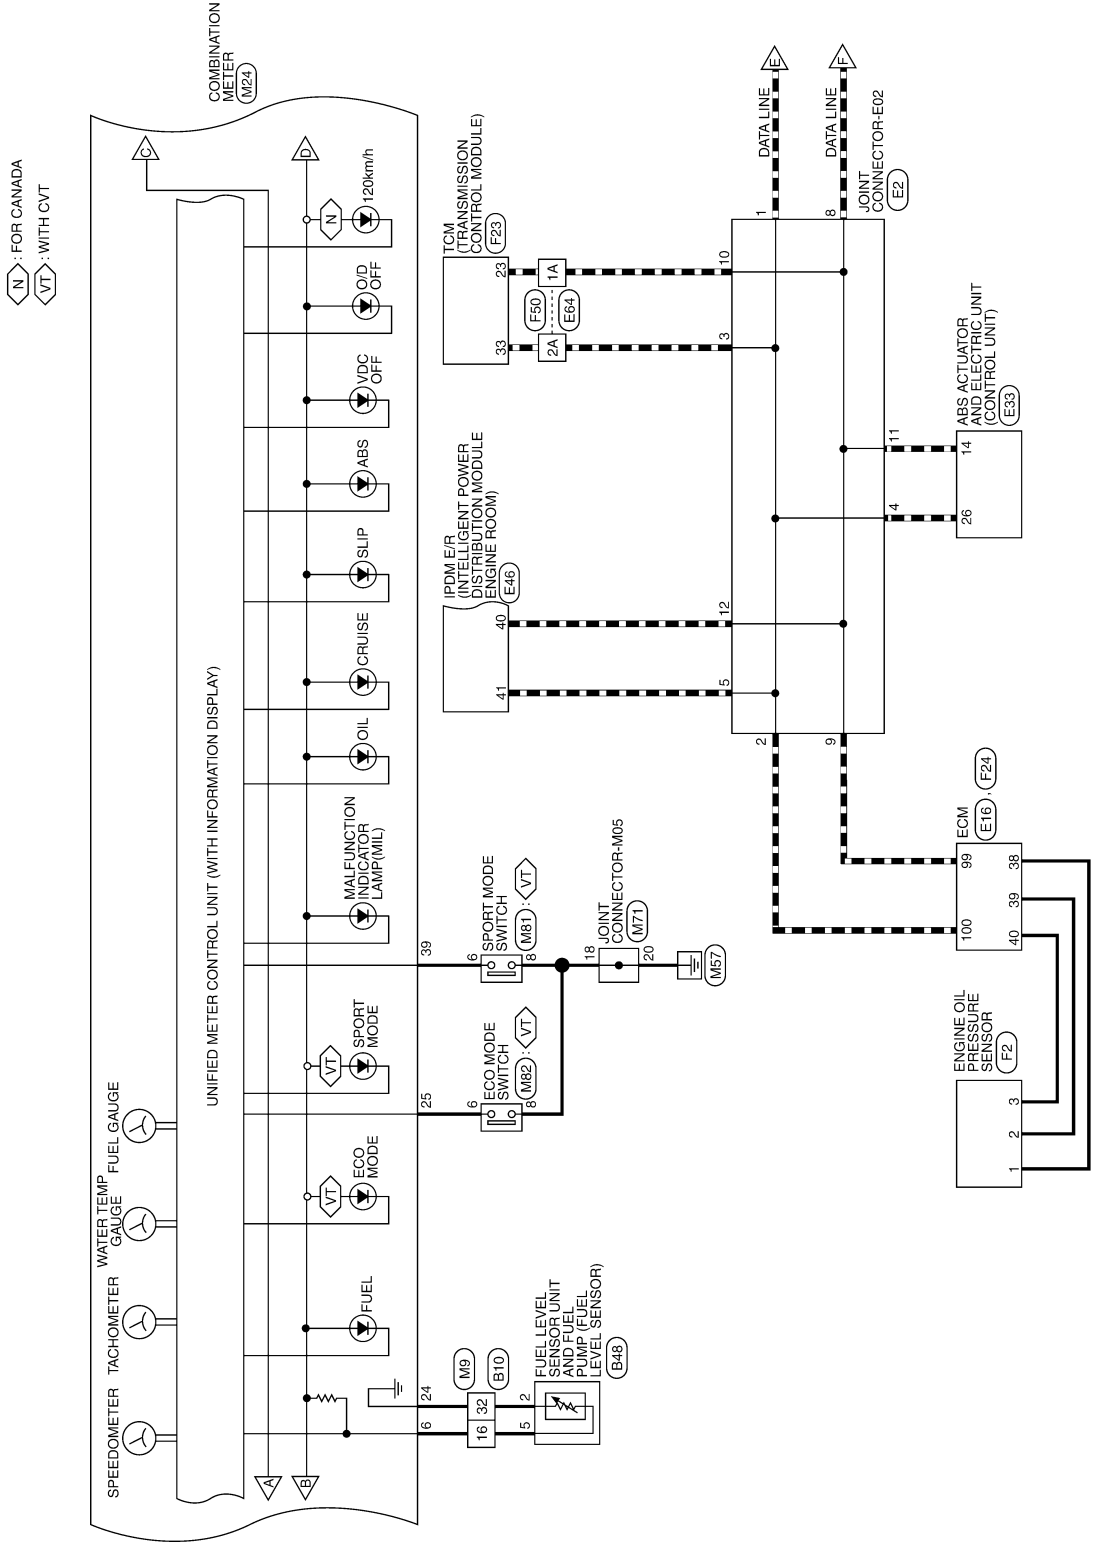 N : FOR CANADA
VT : WITH CVT
COMBINATION
METER
M24
SPEEDOMETER
TACHOMETER
WATER TEMP
GAUGE
FUEL GAUGE
UNIFIED METER CONTROL UNIT (WITH INFORMATION DISPLAY)
A
B
C
D
FUEL
VT
ECO
MODE
VT
SPORT
MODE
MALFUNCTION
INDICATOR
LAMP(MIL)
OIL
CRUISE
SLIP
ABS
VDC
OFF
O/D
OFF
N
120km/h
6
24
25
39
M9
B10
16
32
5
2
FUEL LEVEL
SENSOR UNIT
AND FUEL
PUMP (FUEL
LEVEL SENSOR)
B48
6
8
ECO MODE
SWITCH
M82 : VT
6
8
SPORT MODE
SWITCH
M81 : VT
18
20
JOINT
CONNECTOR-M05
M71
M57
IPDM E/R
(INTELLIGENT POWER
DISTRIBUTION MODULE
ENGINE ROOM)
E46
41
40
TCM
(TRANSMISSION
CONTROL MODULE)
F23
33
23
2A
1A
F50
E64
5
12
3
10
2
9
1
8
4
11
DATA LINE
E
DATA LINE
F
JOINT
CONNECTOR-E02
E2
ENGINE OIL
PRESSURE
SENSOR
F2
1
2
3
ECM
E16 , F24
100
99
40
39
38
ABS ACTUATOR
AND ELECTRIC UNIT
(CONTROL UNIT)
E33
26
14